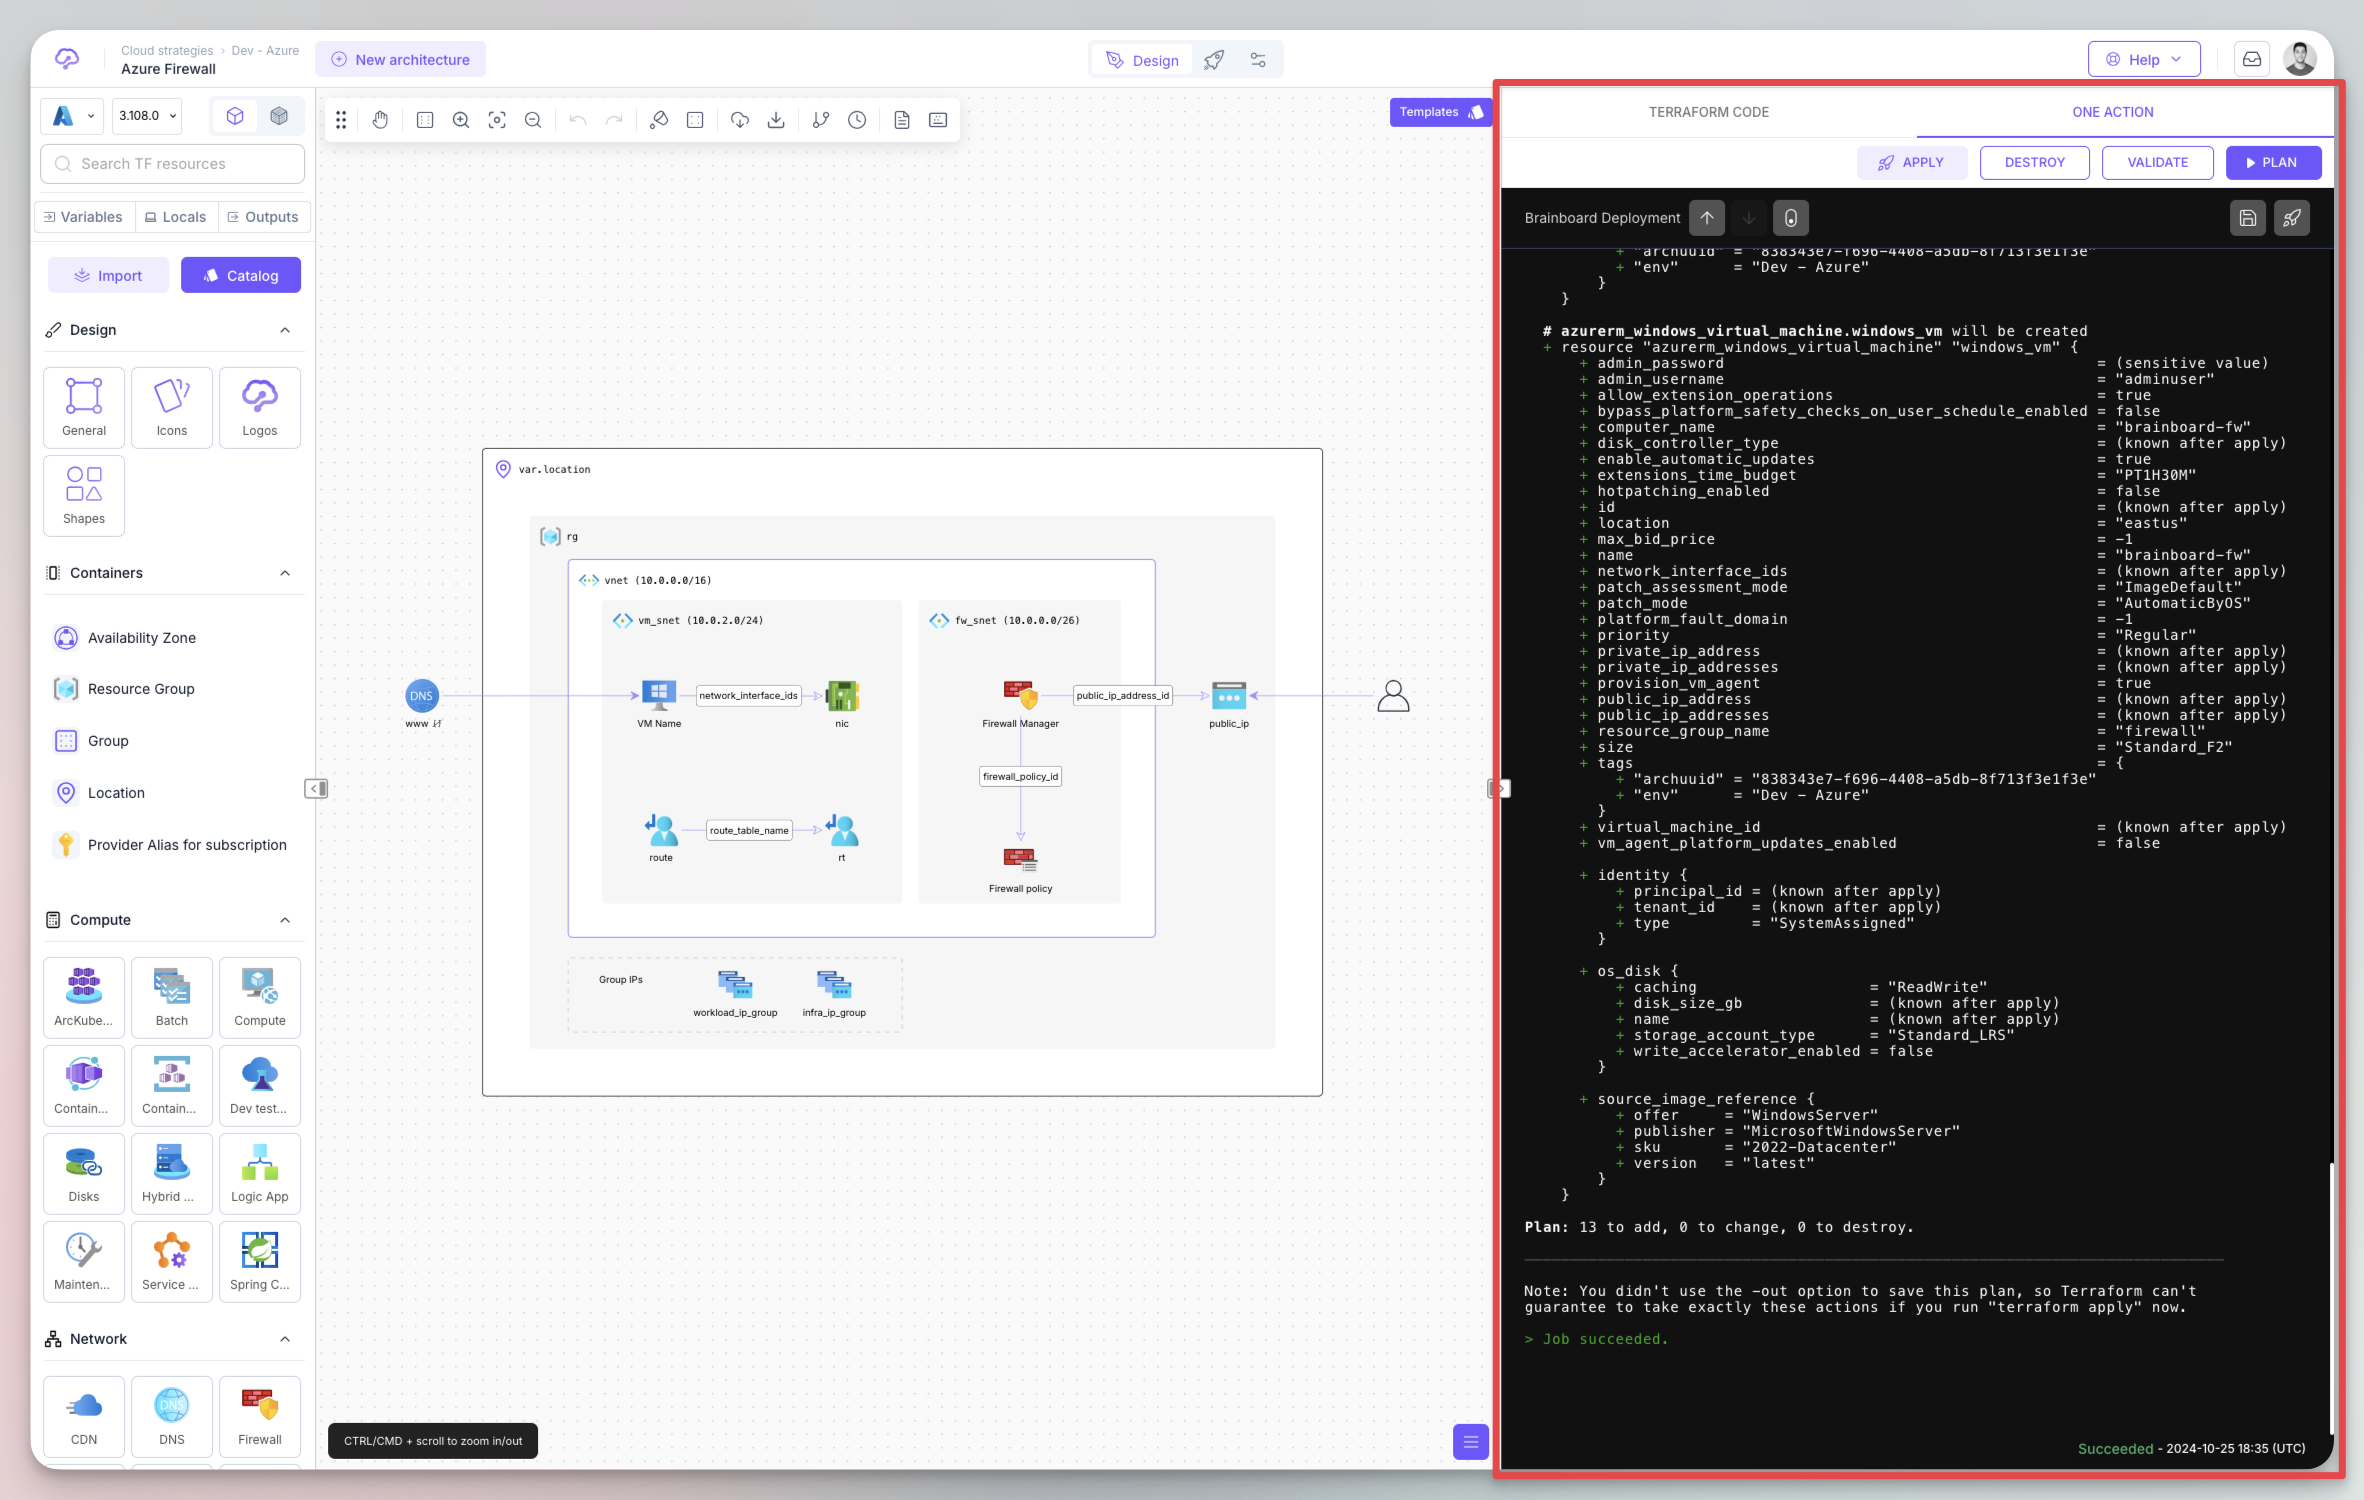 Cloud strategies › Dev - Azure
Azure Firewall
New architecture
Design
Help
3.108.0
Search TF resources
Variables
Locals
Outputs
Import
Catalog
Design
General
Icons
Logos
Shapes
Containers
Availability Zone
Resource Group
Group
Location
Provider Alias for subscription
Compute
ArcKube...
Batch
Compute
Contain...
Contain...
Dev test...
Disks
Hybrid ...
Logic App
Mainten...
Service ...
Spring C...
Network
CDN
DNS
DNS
Firewall
Templates
var.location
rg
vnet (10.0.0.0/16)
vm_snet (10.0.2.0/24)
fw_snet (10.0.0.0/26)
DNS
www
VM Name
network_interface_ids
nic
Firewall Manager
public_ip_address_id
public_ip
firewall_policy_id
route
route_table_name
rt
Firewall policy
Group IPs
workload_ip_group
infra_ip_group
CTRL/CMD + scroll to zoom in/out
TERRAFORM CODE
ONE ACTION
APPLY
DESTROY
VALIDATE
PLAN
Brainboard Deployment
+ "archuuid" = "838343e7-f696-4408-a5db-8f713f3e1f3e"
+ "env" = "Dev - Azure"
}
}
# azurerm_windows_virtual_machine.windows_vm will be created
+ resource "azurerm_windows_virtual_machine" "windows_vm" {
+ admin_password = (sensitive value)
+ admin_username = "adminuser"
+ allow_extension_operations = true
+ bypass_platform_safety_checks_on_user_schedule_enabled = false
+ computer_name = "brainboard-fw"
+ disk_controller_type = (known after apply)
+ enable_automatic_updates = true
+ extensions_time_budget = "PT1H30M"
+ hotpatching_enabled = false
+ id = (known after apply)
+ location = "eastus"
+ max_bid_price = -1
+ name = "brainboard-fw"
+ network_interface_ids = (known after apply)
+ patch_assessment_mode = "ImageDefault"
+ patch_mode = "AutomaticByOS"
+ platform_fault_domain = -1
+ priority = "Regular"
+ private_ip_address = (known after apply)
+ private_ip_addresses = (known after apply)
+ provision_vm_agent = true
+ public_ip_address = (known after apply)
+ public_ip_addresses = (known after apply)
+ resource_group_name = "firewall"
+ size = "Standard_F2"
+ tags = {
+ "archuuid" = "838343e7-f696-4408-a5db-8f713f3e1f3e"
+ "env" = "Dev - Azure"
}
+ virtual_machine_id = (known after apply)
+ vm_agent_platform_updates_enabled = false
+ identity {
+ principal_id = (known after apply)
+ tenant_id = (known after apply)
+ type = "SystemAssigned"
}
+ os_disk {
+ caching = "ReadWrite"
+ disk_size_gb = (known after apply)
+ name = (known after apply)
+ storage_account_type = "Standard_LRS"
+ write_accelerator_enabled = false
}
+ source_image_reference {
+ offer = "WindowsServer"
+ publisher = "MicrosoftWindowsServer"
+ sku = "2022-Datacenter"
+ version = "latest"
}
}
Plan: 13 to add, 0 to change, 0 to destroy.
Note: You didn't use the -out option to save this plan, so Terraform can't
guarantee to take exactly these actions if you run "terraform apply" now.
> Job succeeded.
Succeeded - 2024-10-25 18:35 (UTC)